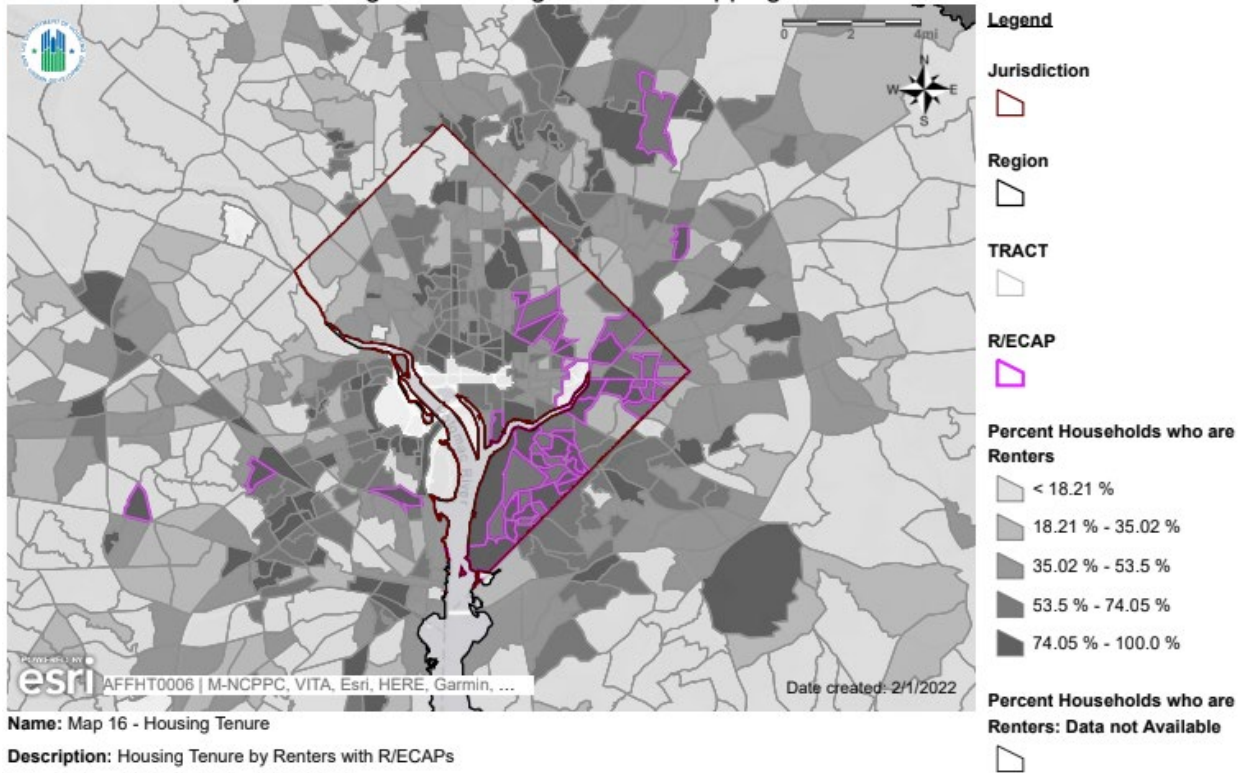 0 2 4mi
N
W E
S
Legend
Jurisdiction
Region
TRACT
R/ECAP
Percent Households who are
Renters
< 18.21 %
18.21 % - 35.02 %
35.02 % - 53.5 %
53.5 % - 74.05 %
74.05 % - 100.0 %
Percent Households who are
Renters: Data not Available
River
POWERED BY
esri
AFFHT0006 | M-NCPPC, VITA, Esri, HERE, Garmin, ...
Date created: 2/1/2022
Name: Map 16 - Housing Tenure
Description: Housing Tenure by Renters with R/ECAPs